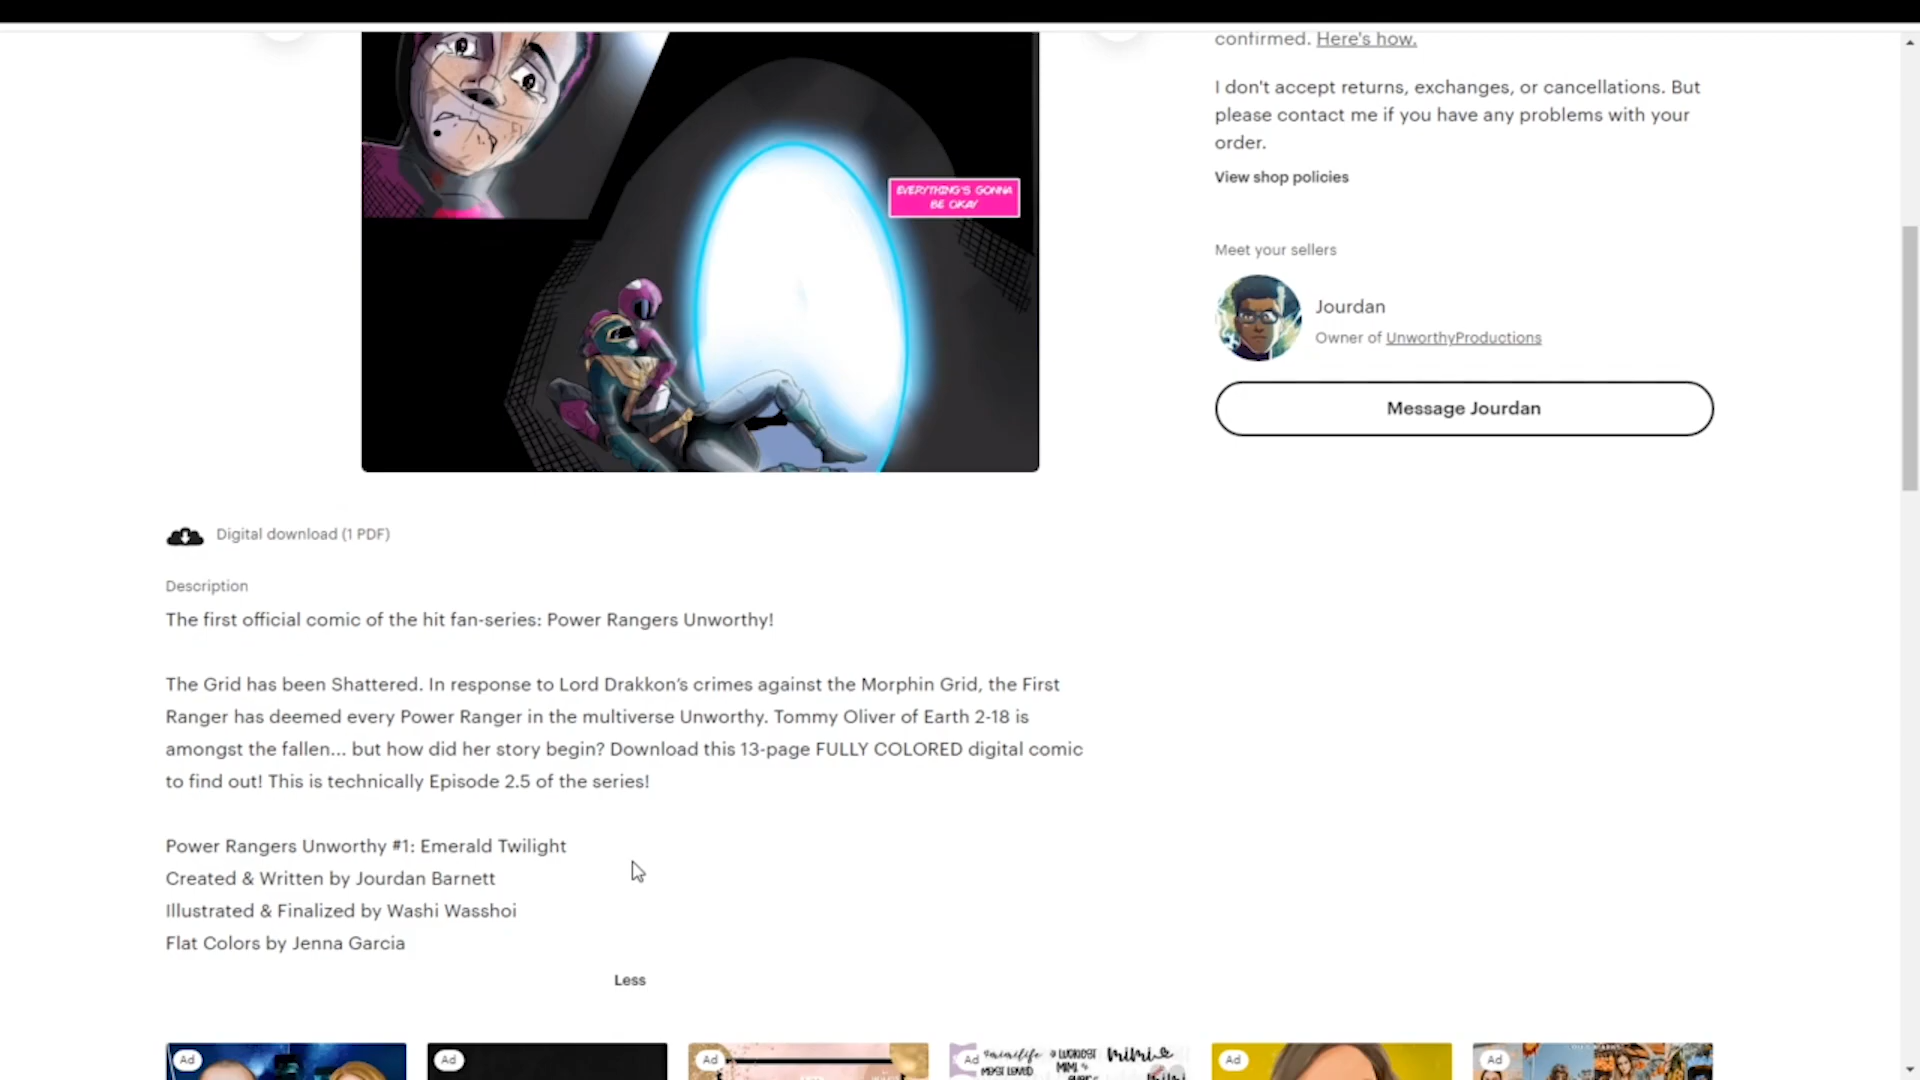 confirmed. Here's how.
I don't accept returns, exchanges, or cancellations. But
please contact me if you have any problems with your
order.
View shop policies
EVERYTHING'S GONNA
BE OKAY
Meet your sellers
Jourdan
Owner of UnworthyProductions
Message Jourdan
Digital download (1 PDF)
Description
The first official comic of the hit fan-series: Power Rangers Unworthy!
The Grid has been Shattered. In response to Lord Drakkon's crimes against the Morphin Grid, the First
Ranger has deemed every Power Ranger in the multiverse Unworthy. Tommy Oliver of Earth 2-18 is
amongst the fallen... but how did her story begin? Download this 13-page FULLY COLORED digital comic
to find out! This is technically Episode 2.5 of the series!
Power Rangers Unworthy #1: Emerald Twilight
Created & Written by Jourdan Barnett
Illustrated & Finalized by Washi Wasshoi
Flat Colors by Jenna Garcia
Less
Ad
Ad
Ad
Ad
#mimilife
MOST LOVED
WORLDEST
MIMI
mimi
Ad
Ad